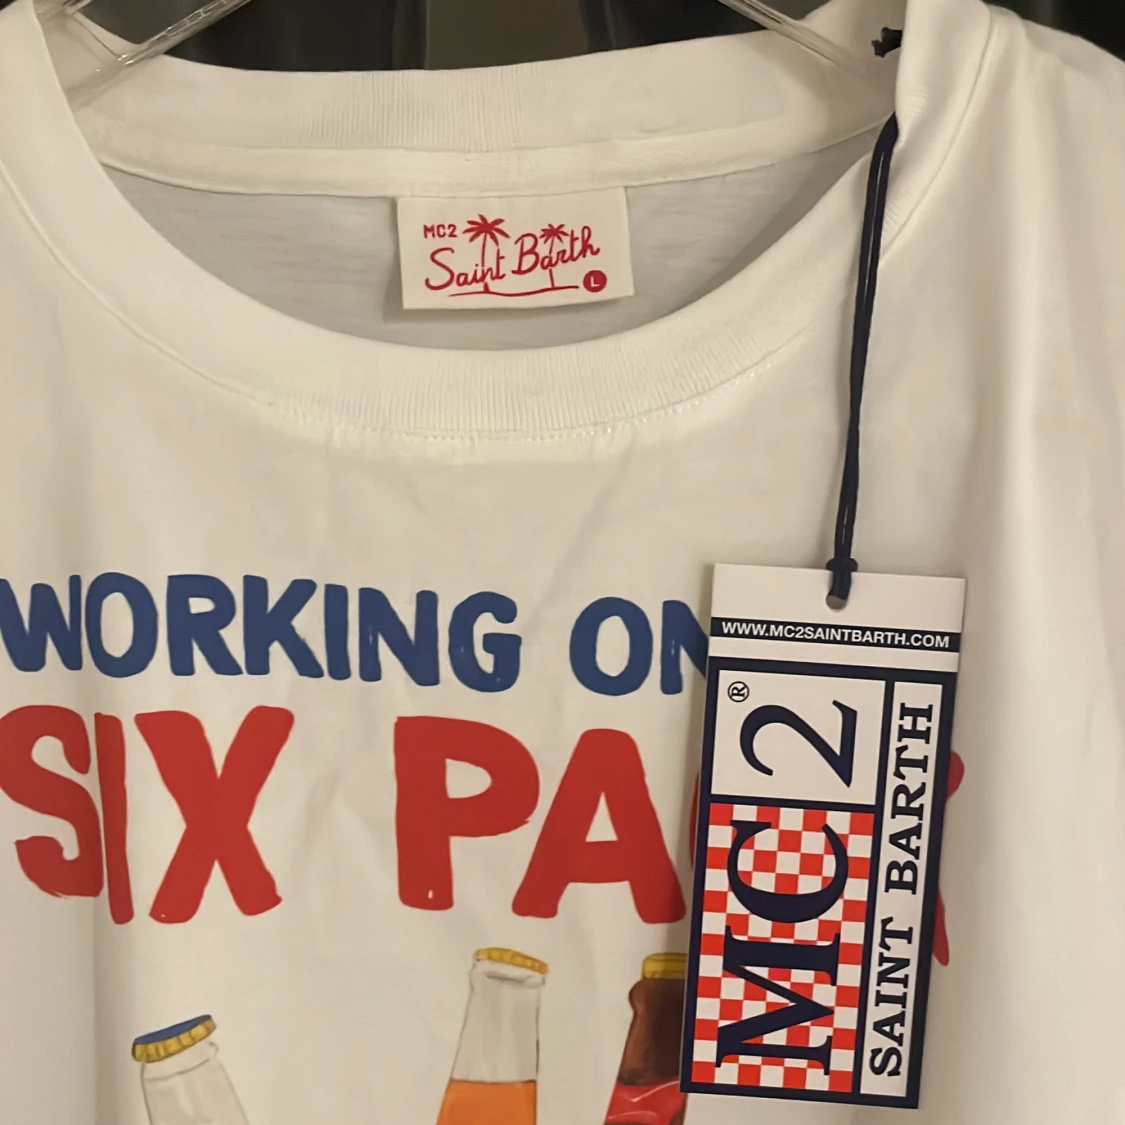 MC2
Saint Barth
L
WORKING ON
SIX PA
WWW.MC2SAINTBARTH.COM
MC2®
SAINT BARTH